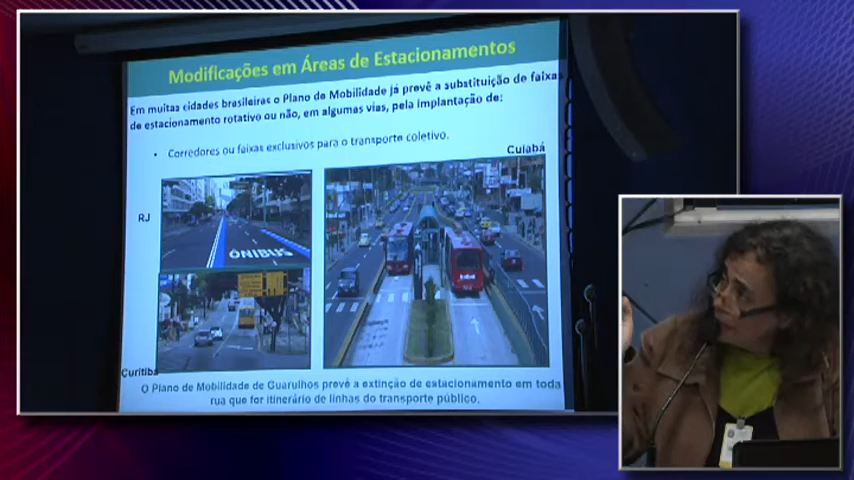 Modificações em Áreas de Estacionamentos
Em muitas cidades brasileiras o Plano de Mobilidade já prevê a substituição de faixas
de estacionamento rotativo ou não, em algumas vias, pela implantação de:
• Corredores ou faixas exclusivos para o transporte coletivo.
Cuiabá
RJ
ÔNIBUS
Curitiba
O Plano de Mobilidade de Guarulhos prevê a extinção de estacionamento em toda
rua que for itinerário de linhas do transporte público.